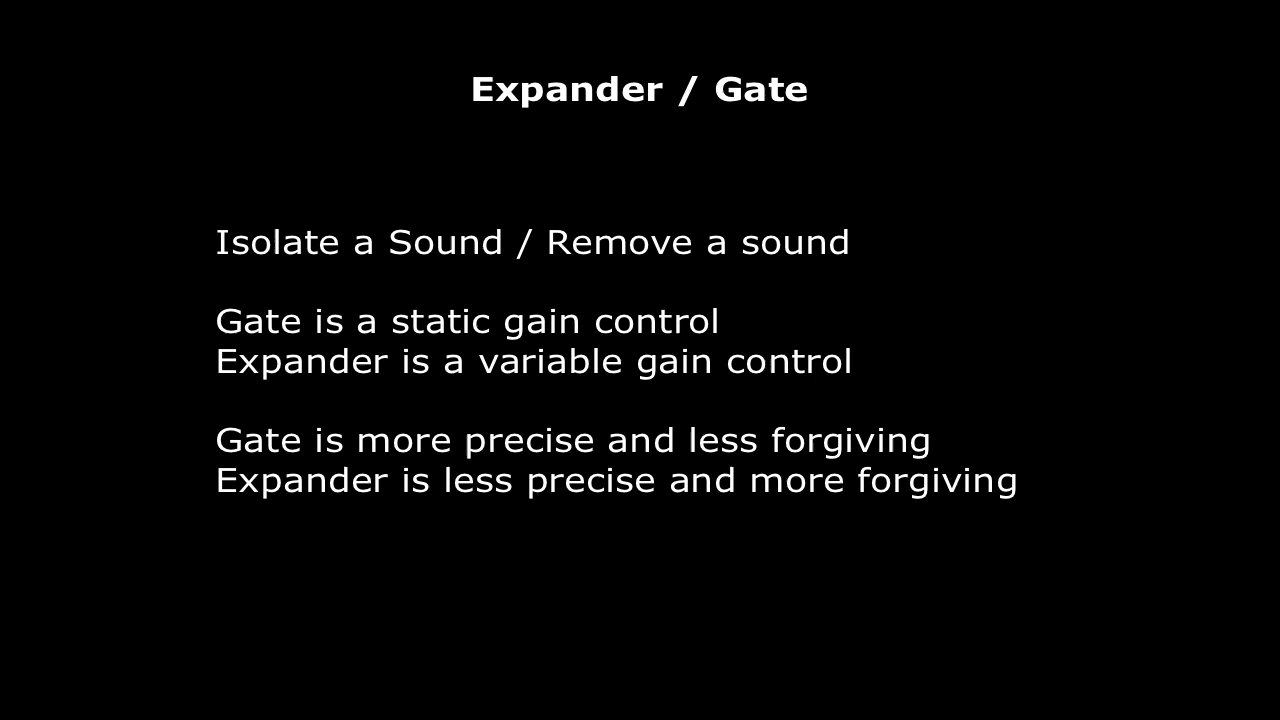 Expander / Gate
Isolate a Sound / Remove a sound
Gate is a static gain control
Expander is a variable gain control
Gate is more precise and less forgiving
Expander is less precise and more forgiving